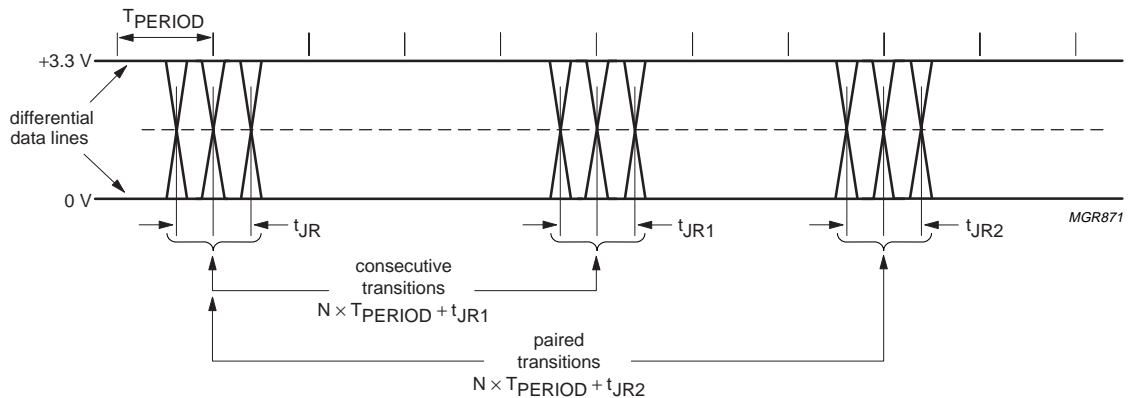 TPERIOD
+3.3 V
differential
data lines
0 V
MGR871
tJR
tJR1
tJR2
consecutive
transitions
N × TPERIOD + tJR1
paired
transitions
N × TPERIOD + tJR2